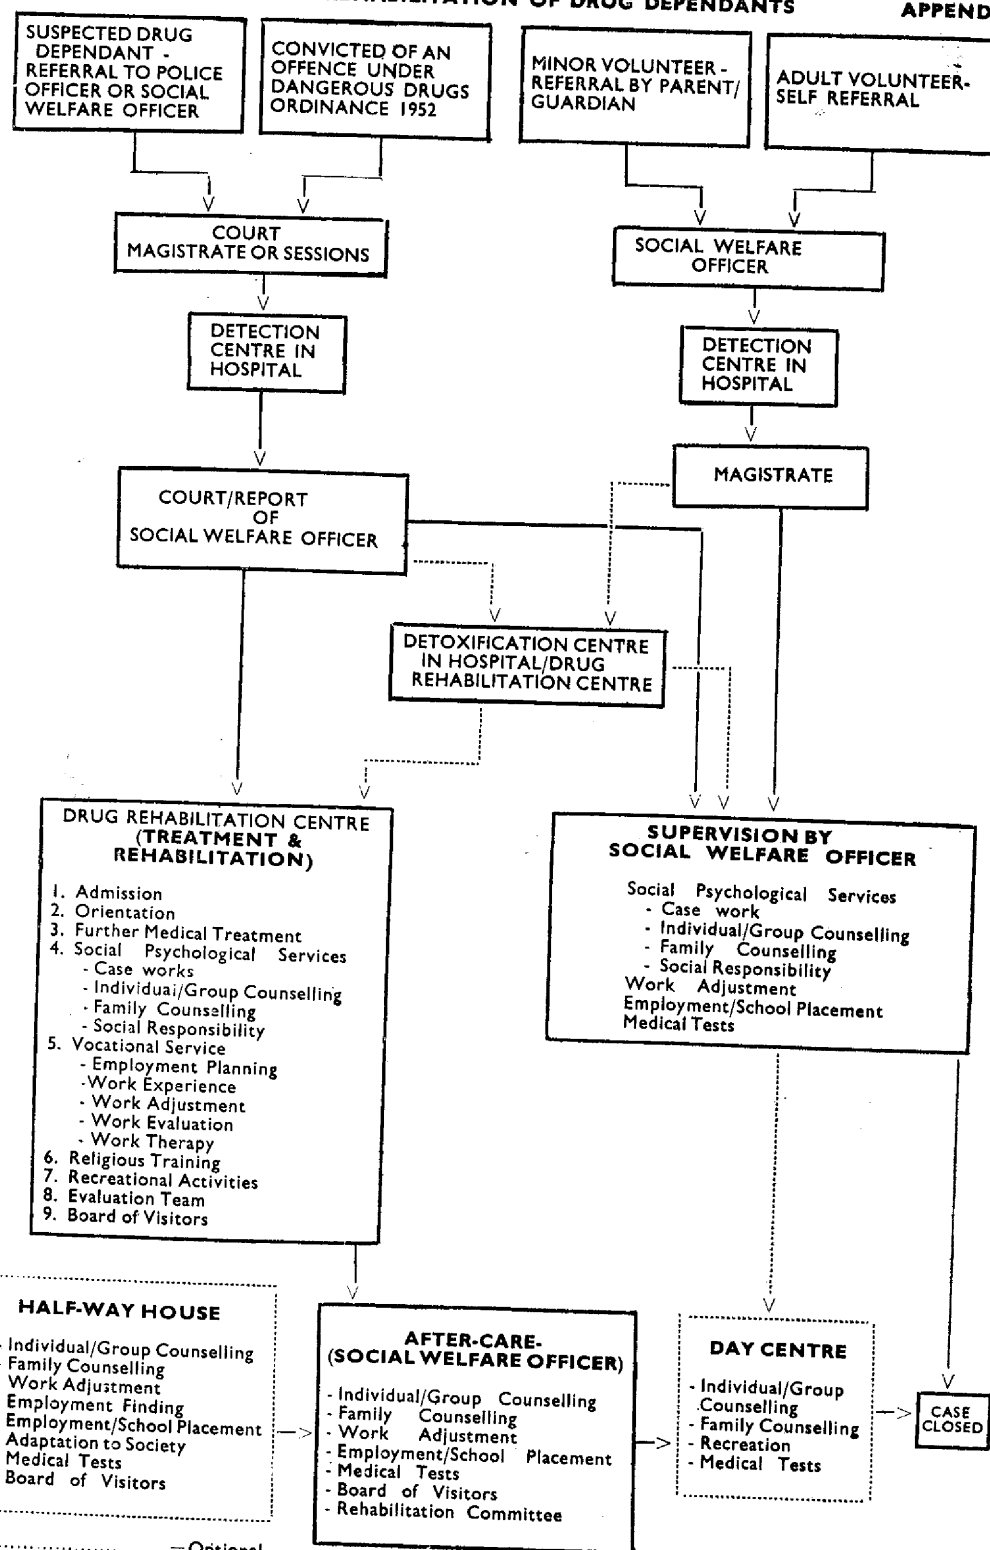 OF DRUG DEPENDANTS
APPEND
SUSPECTED DRUG
DEPENDANT -
REFERRAL TO POLICE
OFFICER OR SOCIAL
WELFARE OFFICER
CONVICTED OF AN
OFFENCE UNDER
DANGEROUS DRUGS
ORDINANCE 1952
MINOR VOLUNTEER -
REFERRAL BY PARENT/
GUARDIAN
ADULT VOLUNTEER-
SELF REFERRAL
COURT
MAGISTRATE OR SESSIONS
SOCIAL WELFARE
OFFICER
DETECTION
CENTRE IN
HOSPITAL
DETECTION
CENTRE IN
HOSPITAL
COURT/REPORT
OF
SOCIAL WELFARE OFFICER
MAGISTRATE
DETOXIFICATION CENTRE
IN HOSPITAL/DRUG
REHABILITATION CENTRE
DRUG REHABILITATION CENTRE
(TREATMENT &
REHABILITATION)
1. Admission
2. Orientation
3. Further Medical Treatment
4. Social Psychological Services
- Case works
- Individual/Group Counselling
- Family Counselling
- Social Responsibility
5. Vocational Service
- Employment Planning
-Work Experience
- Work Adjustment
- Work Evaluation
- Work Therapy
6. Religious Training
7. Recreational Activities
8. Evaluation Team
9. Board of Visitors
SUPERVISION BY
SOCIAL WELFARE OFFICER
Social Psychological Services
- Case work
- Individual/Group Counselling
- Family Counselling
- Social Responsibility
Work Adjustment
Employment/School Placement
Medical Tests
HALF-WAY HOUSE
- Individual/Group Counselling
Family Counselling
Work Adjustment
Employment Finding
Employment/School Placement
Adaptation to Society
Medical Tests
Board of Visitors
AFTER-CARE-
(SOCIAL WELFARE OFFICER)
- Individual/Group Counselling
- Family Counselling
- Work Adjustment
- Employment/School Placement
- Medical Tests
- Board of Visitors
- Rehabilitation Committee
DAY CENTRE
- Individual/Group
Counselling
- Family Counselling
- Recreation
- Medical Tests
CASE
CLOSED
=Optional